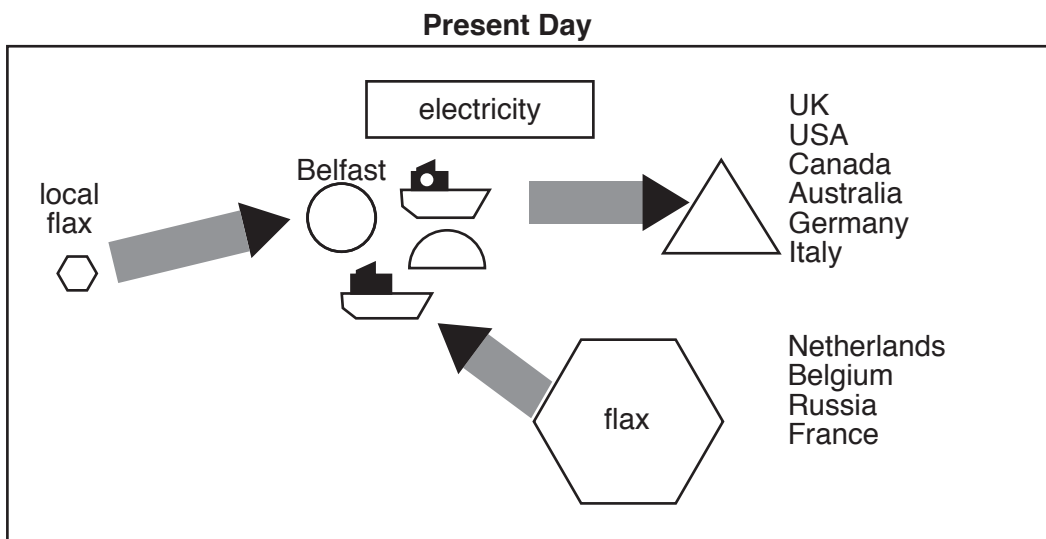 Present Day
electricity
UK
USA
Canada
Australia
Germany
Italy
Belfast
local
flax
Netherlands
Belgium
Russia
France
flax